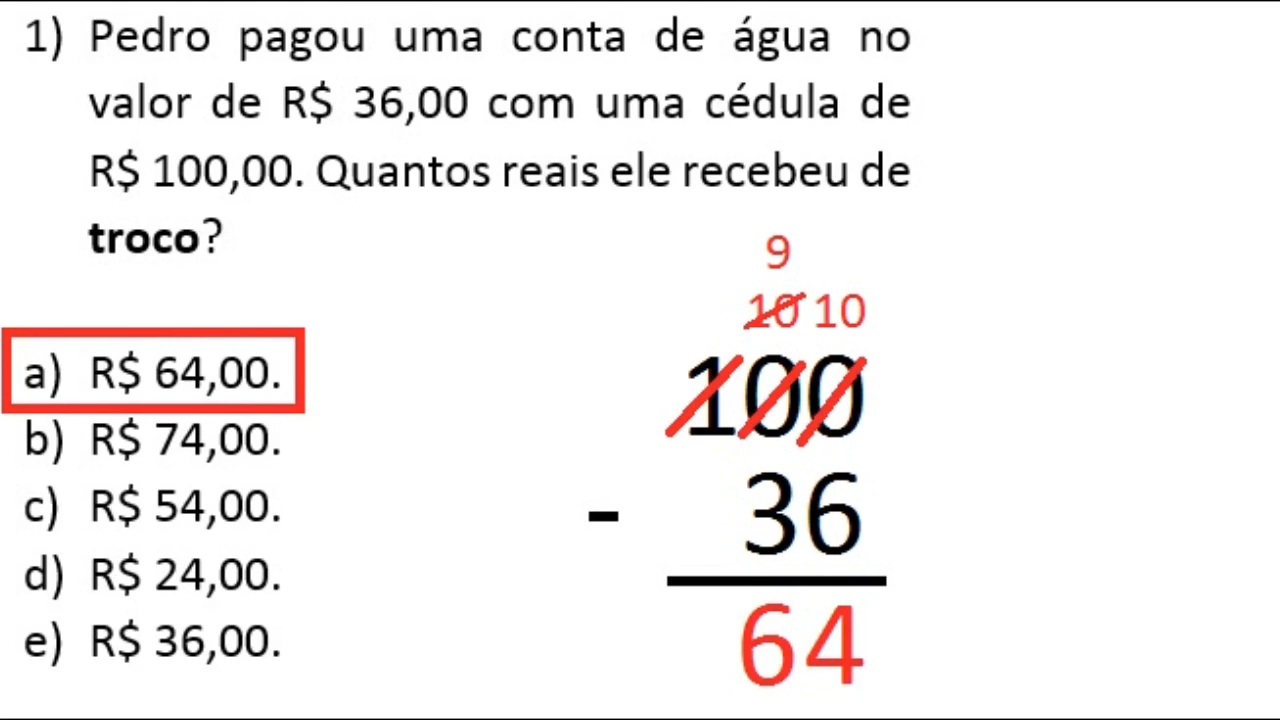 1) Pedro pagou uma conta de água no
valor de R$ 36,00 com uma cédula de
R$ 100,00. Quantos reais ele recebeu de
troco?
a) R$ 64,00.
b) R$ 74,00.
c) R$ 54,00.
d) R$ 24,00.
e) R$ 36,00.
9
10 10
100
- 36
64